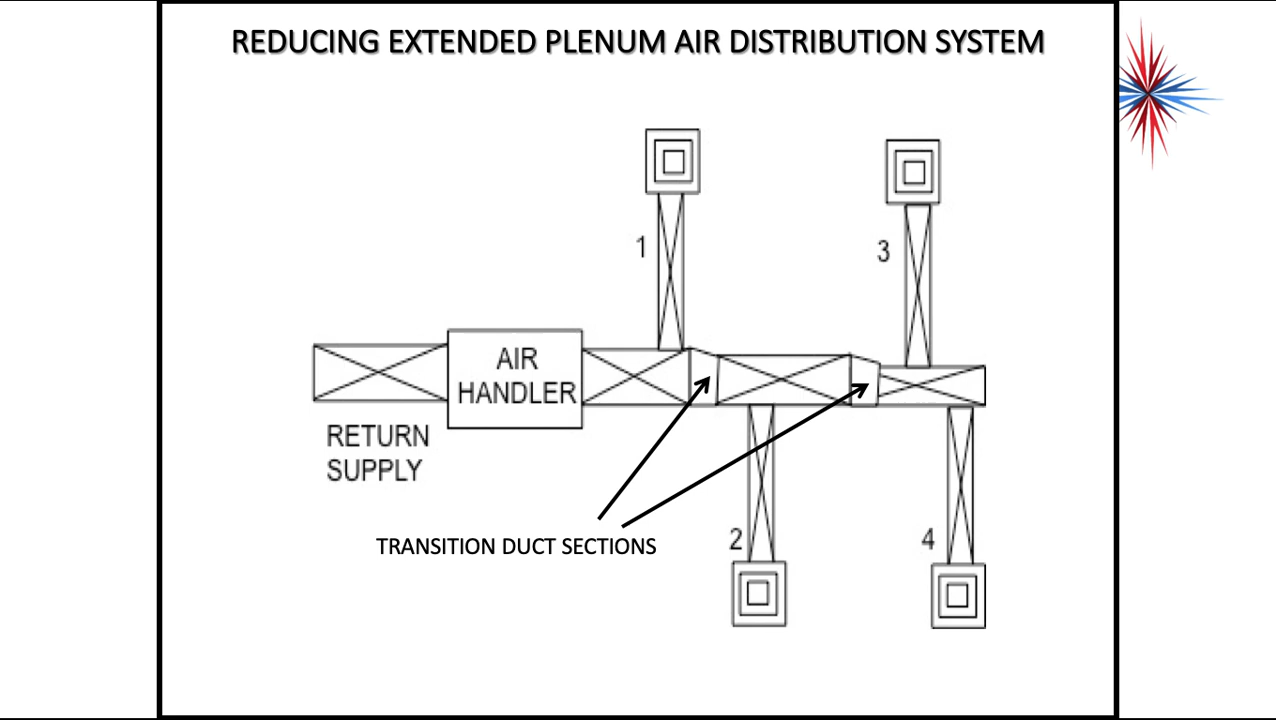 REDUCING EXTENDED PLENUM AIR DISTRIBUTION SYSTEM
1
3
AIR
HANDLER
RETURN
SUPPLY
TRANSITION DUCT SECTIONS
2
4